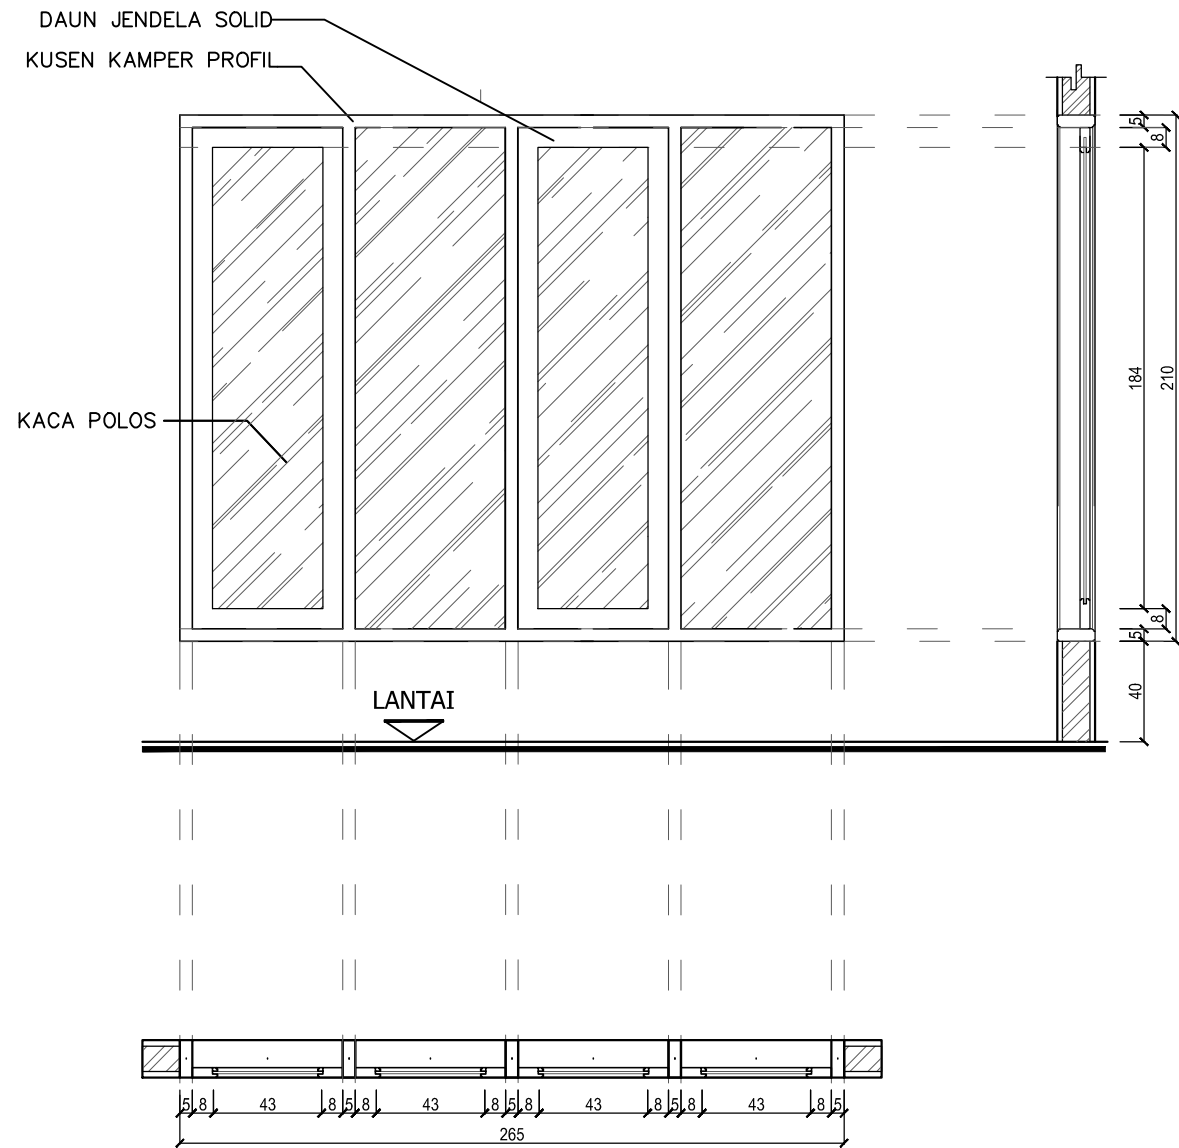 DAUN JENDELA SOLID
KUSEN KAMPER PROFIL
5
8
184
210
KACA POLOS
8
5
40
LANTAI
5 8 43 8 5 8 43 8 5 8 43 8 5 8 43 8 5
265